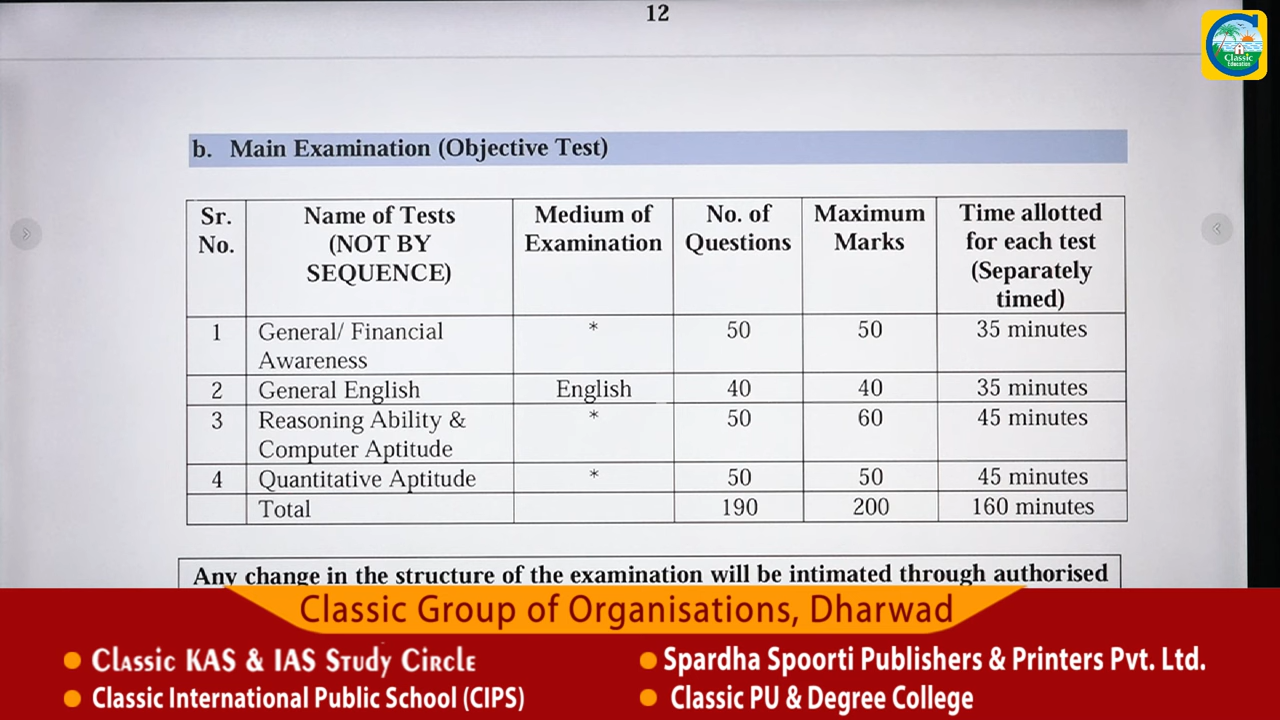 12
Classic
Education
b. Main Examination (Objective Test)
Sr. No. Name of Tests (NOT BY SEQUENCE) Medium of Examination No. of Questions Maximum Marks Time allotted for each test (Separately timed)
1 General/ Financial Awareness * 50 50 35 minutes
2 General English English 40 40 35 minutes
3 Reasoning Ability & Computer Aptitude * 50 60 45 minutes
4 Quantitative Aptitude * 50 50 45 minutes
Total 190 200 160 minutes
Any change in the structure of the examination will be intimated through authorised
Classic Group of Organisations, Dharwad
Classic KAS & IAS Study Circle
Spardha Spoorti Publishers & Printers Pvt. Ltd.
Classic International Public School (CIPS)
Classic PU & Degree College